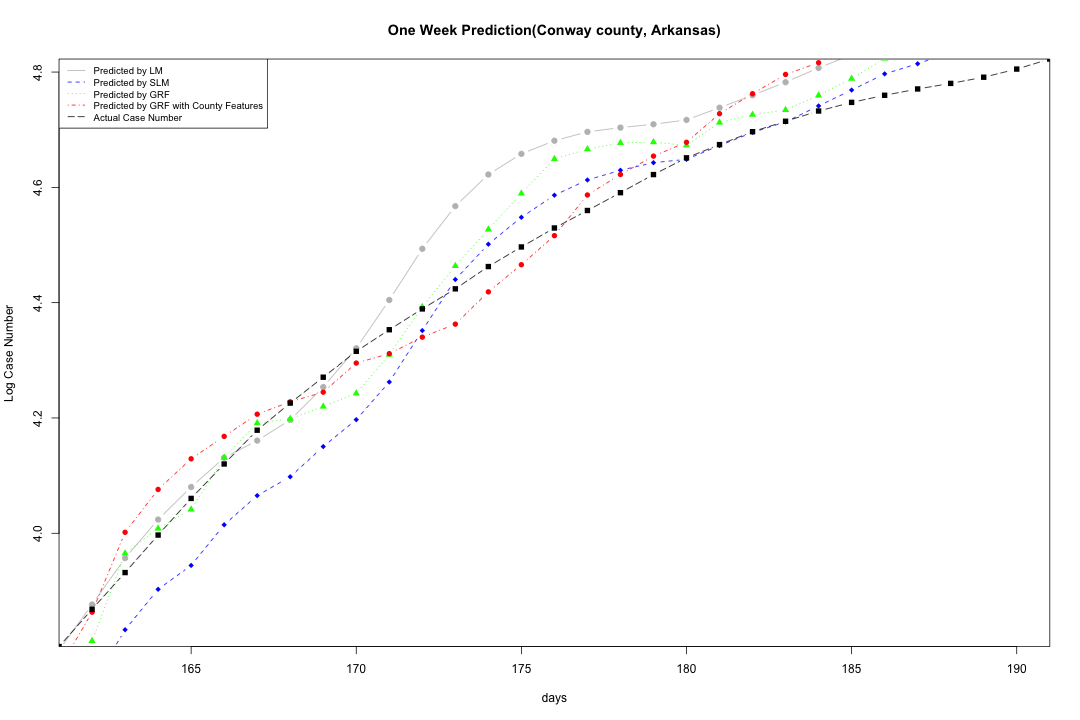 One Week Prediction(Conway county, Arkansas)
Predicted by LM
Predicted by SLM
Predicted by GRF
Predicted by GRF with County Features
Actual Case Number
4.8
4.6
4.4
4.2
4.0
Log Case Number
165 170 175 180 185 190
days